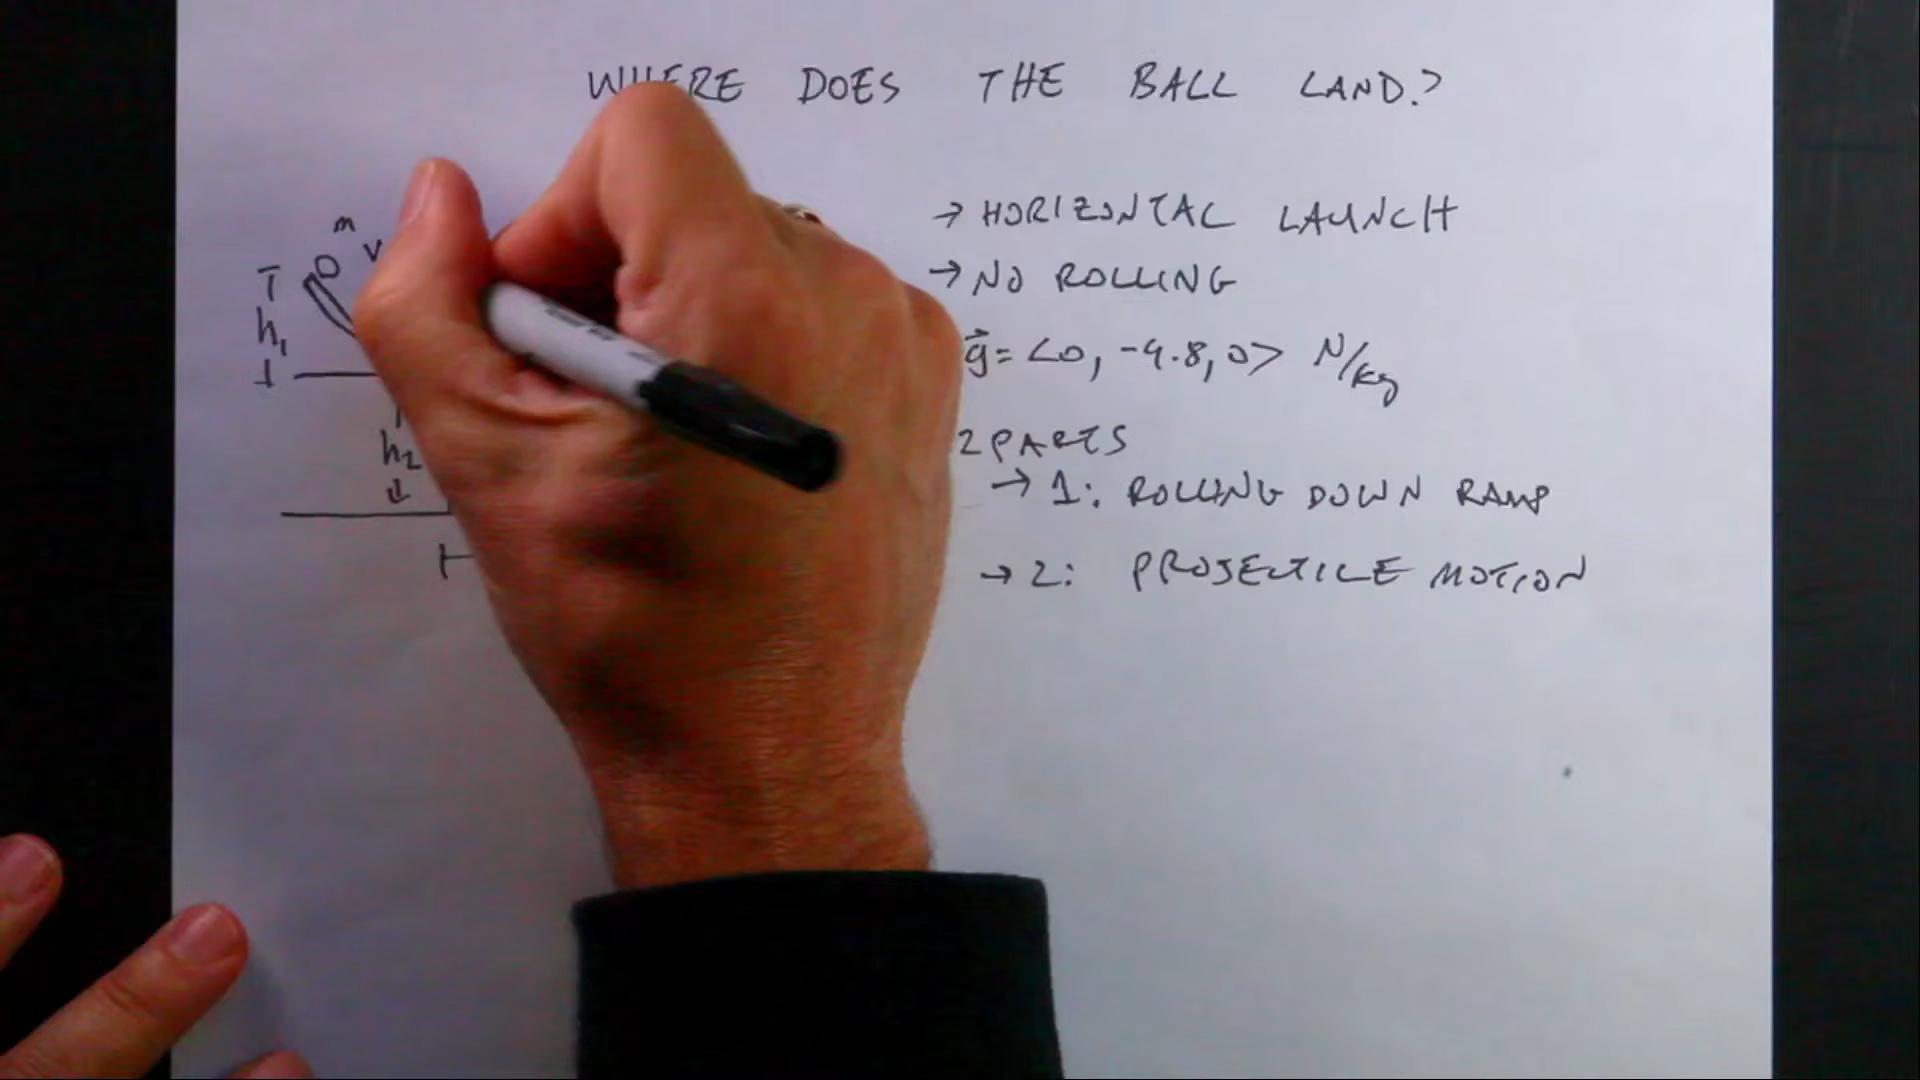 WHERE DOES THE BALL LAND?
m
v
h1
h2
→ HORIZONTAL LAUNCH
→ NO ROLLING
g⃗ = <0, -9.8, 0> N/kg
2 PARTS
→ 1: ROLLING DOWN RAMP
→ 2: PROJECTILE MOTION